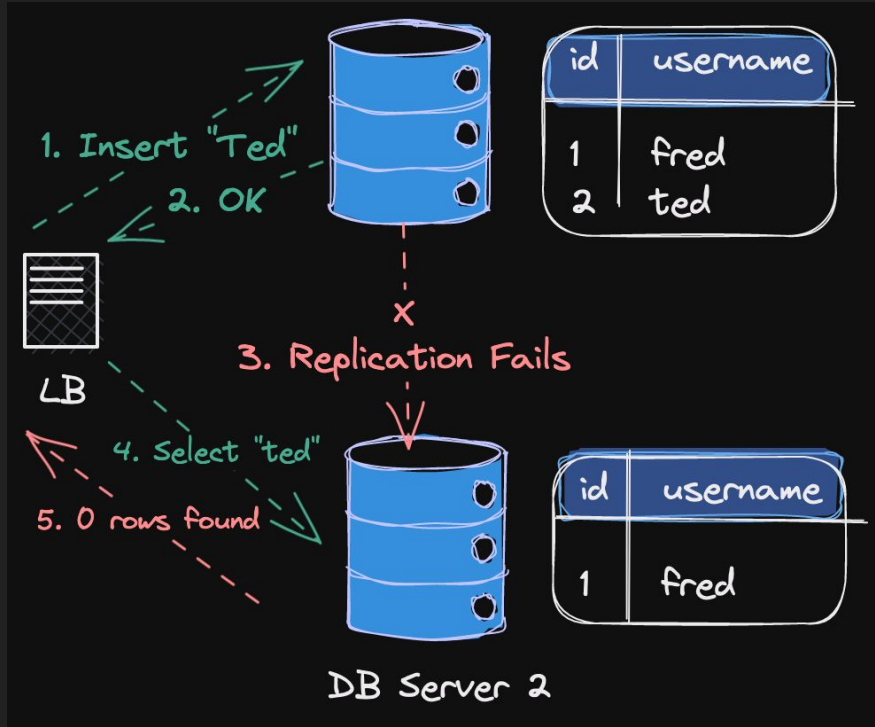 id username
1. Insert "Ted"
1 fred
2. OK
2 ted
3. Replication Fails
LB
4. Select "ted"
id username
5. 0 rows found
1 fred
DB Server 2